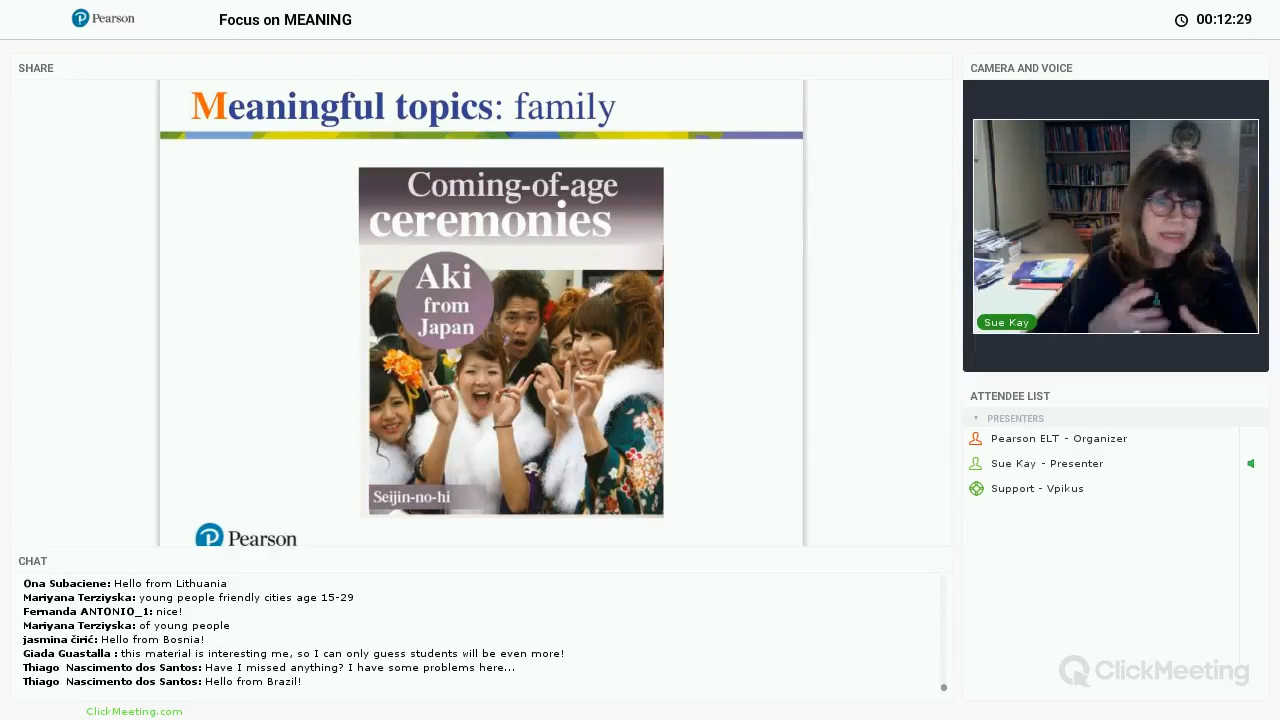 Pearson
Focus on MEANING
00:12:29
SHARE
Meaningful topics: family
Coming-of-age
ceremonies
Aki
from
Japan
Seijin-no-hi
Pearson
CAMERA AND VOICE
Sue Kay
ATTENDEE LIST
PRESENTERS
Pearson ELT - Organizer
Sue Kay - Presenter
Support - Vpikus
CHAT
Ona Subaciene: Hello from Lithuania
Mariyana Terziyska: young people friendly cities age 15-29
Fernanda ANTONIO_1: nice!
Mariyana Terziyska: of young people
jasmina čirić: Hello from Bosnia!
Giada Guastalla : this material is interesting me, so I can only guess students will be even more!
Thiago Nascimento dos Santos: Have I missed anything? I have some problems here...
Thiago Nascimento dos Santos: Hello from Brazil!
ClickMeeting
ClickMeeting.com